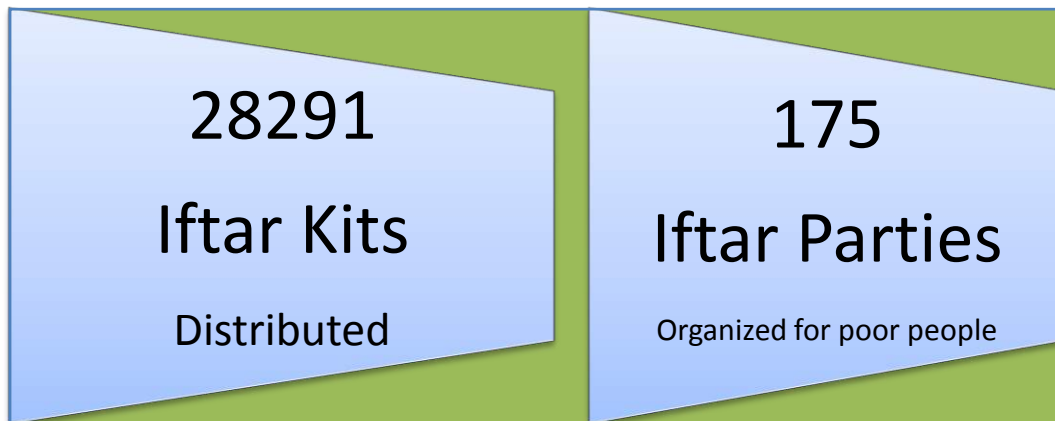 28291
Iftar Kits
Distributed
175
Iftar Parties
Organized for poor people